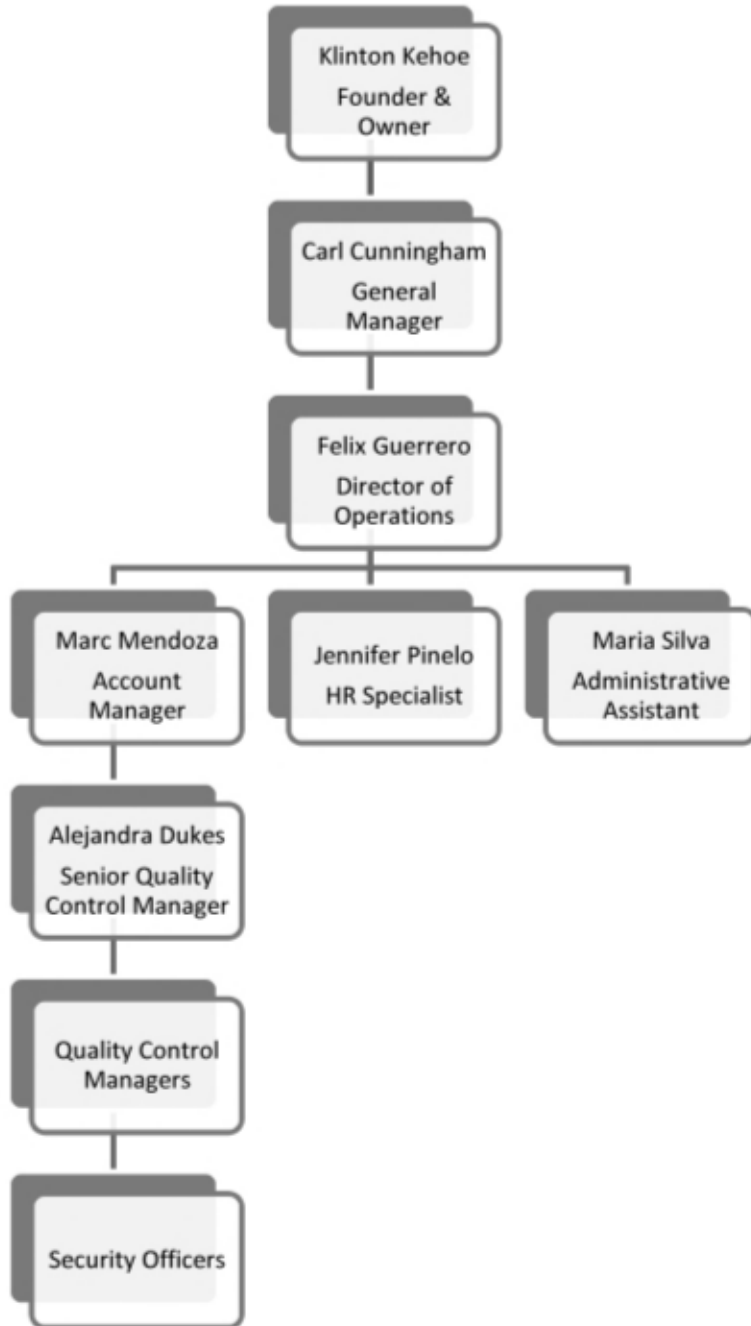 Klinton Kehoe
Founder &
Owner
Carl Cunningham
General
Manager
Felix Guerrero
Director of
Operations
Marc Mendoza
Account
Manager
Jennifer Pinelo
HR Specialist
Maria Silva
Administrative
Assistant
Alejandra Dukes
Senior Quality
Control Manager
Quality Control
Managers
Security Officers